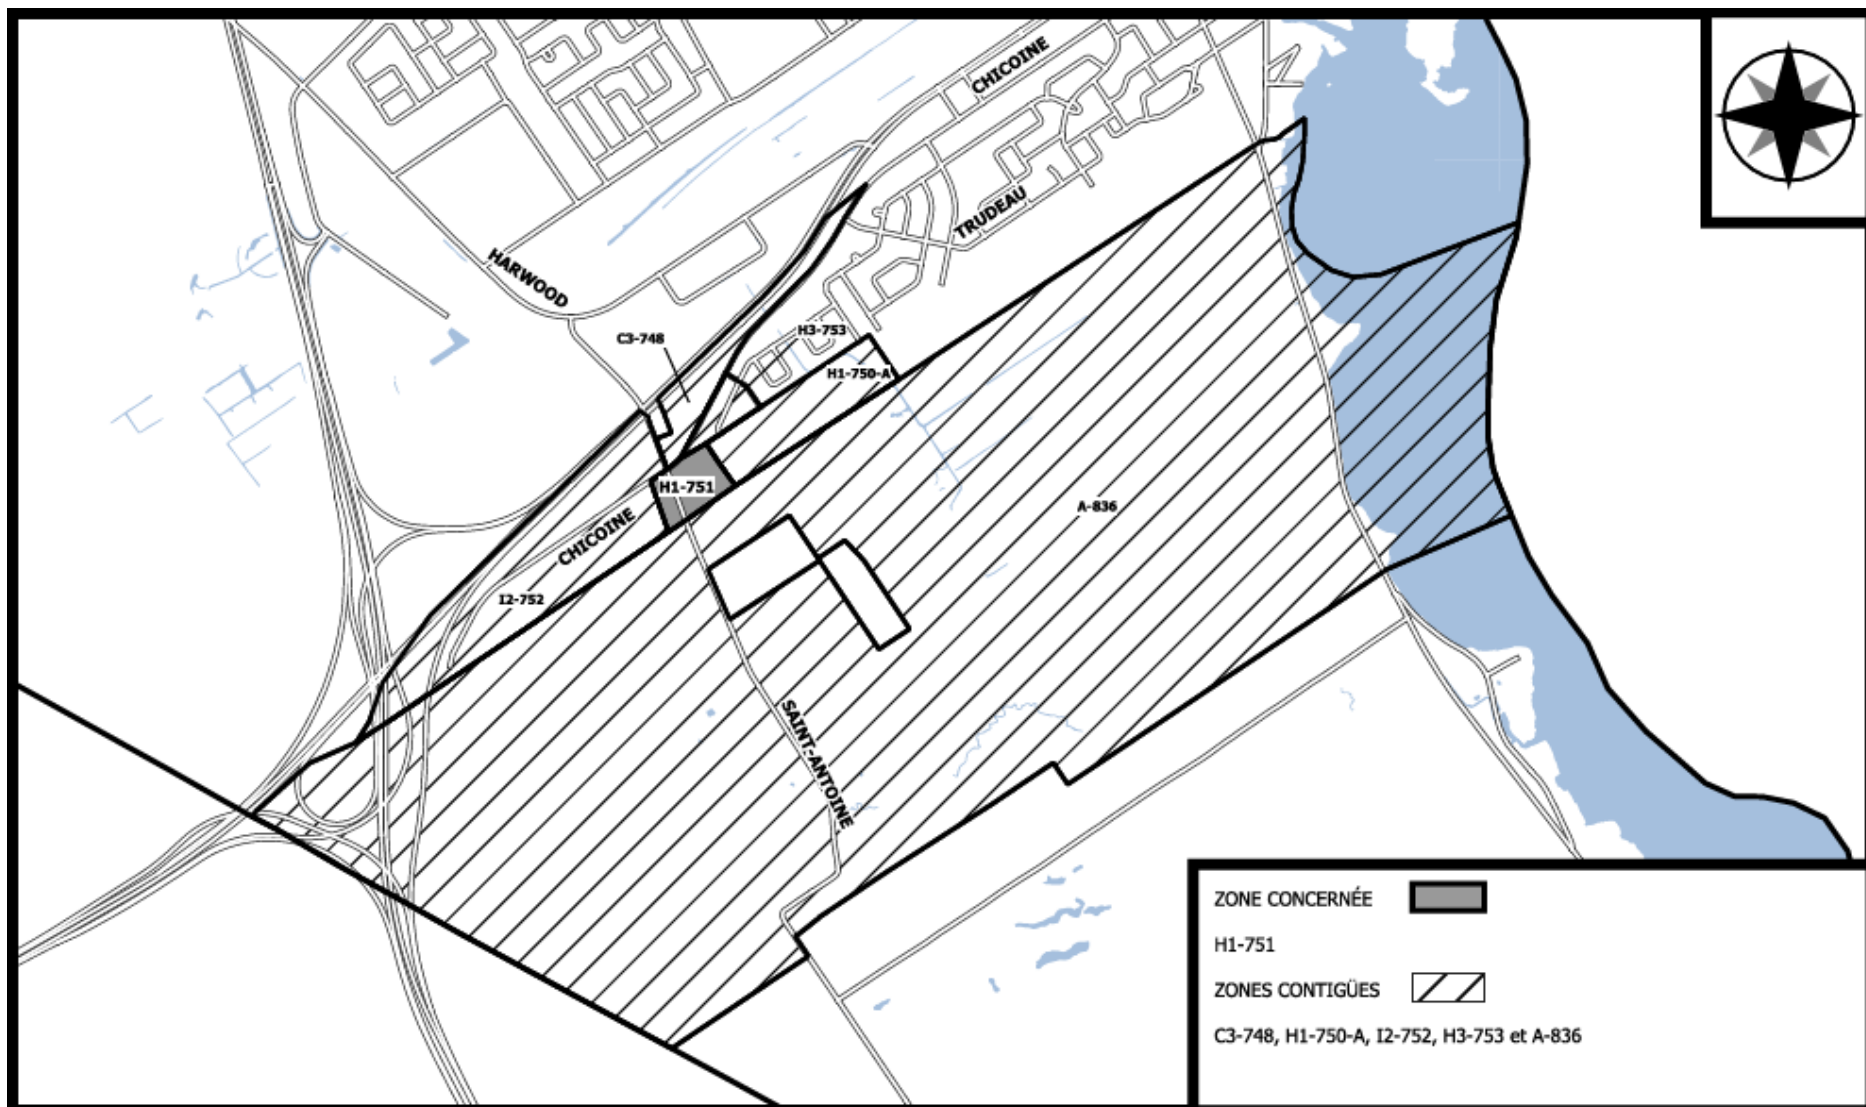 CHICOINE
TRUDEAU
HARWOOD
C3-748
H3-753
H1-750-A
H1-751
A-836
CHICOINE
I2-752
SAINT-ANTOINE
ZONE CONCERNÉE
H1-751
ZONES CONTIGÜES
C3-748, H1-750-A, I2-752, H3-753 et A-836